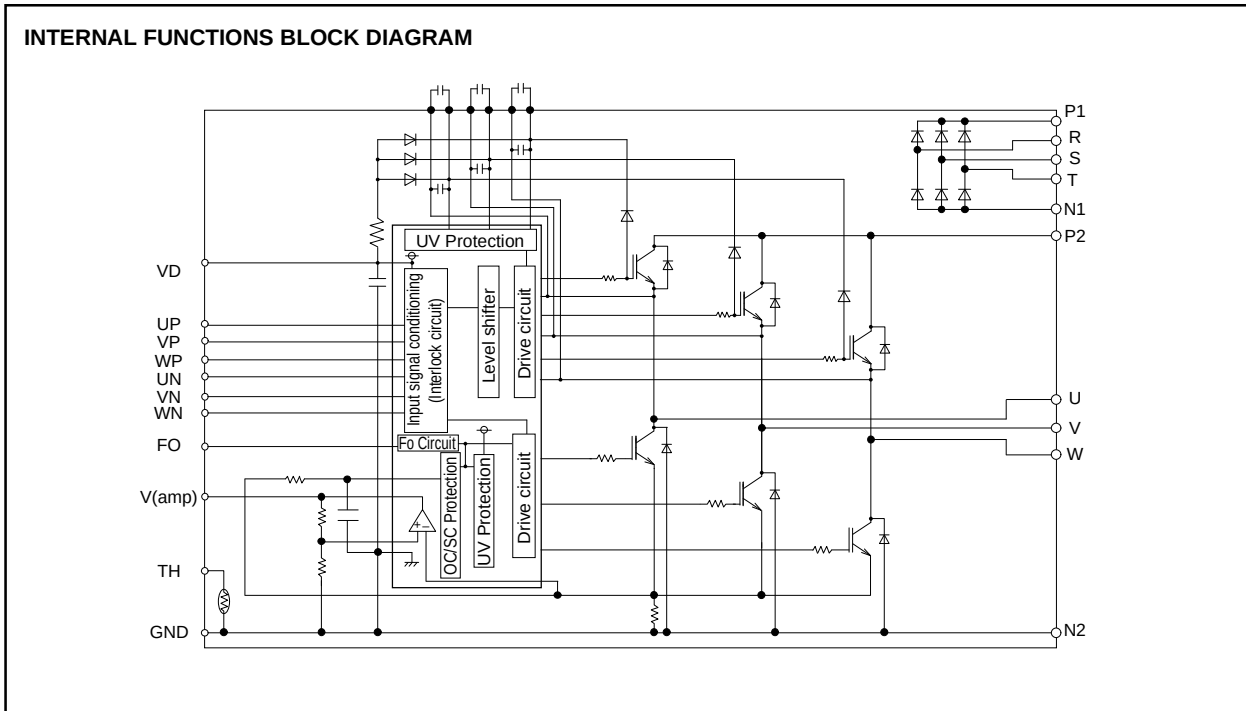 INTERNAL FUNCTIONS BLOCK DIAGRAM
P1
R
S
T
N1
P2
U
V
W
N2
VD
UP
VP
WP
UN
VN
WN
FO
V(amp)
TH
GND
UV Protection
Input signal conditioning
(Interlock circuit)
Level shifter
Drive circuit
Fo Circuit
OC/SC Protection
UV Protection
Drive circuit
+−